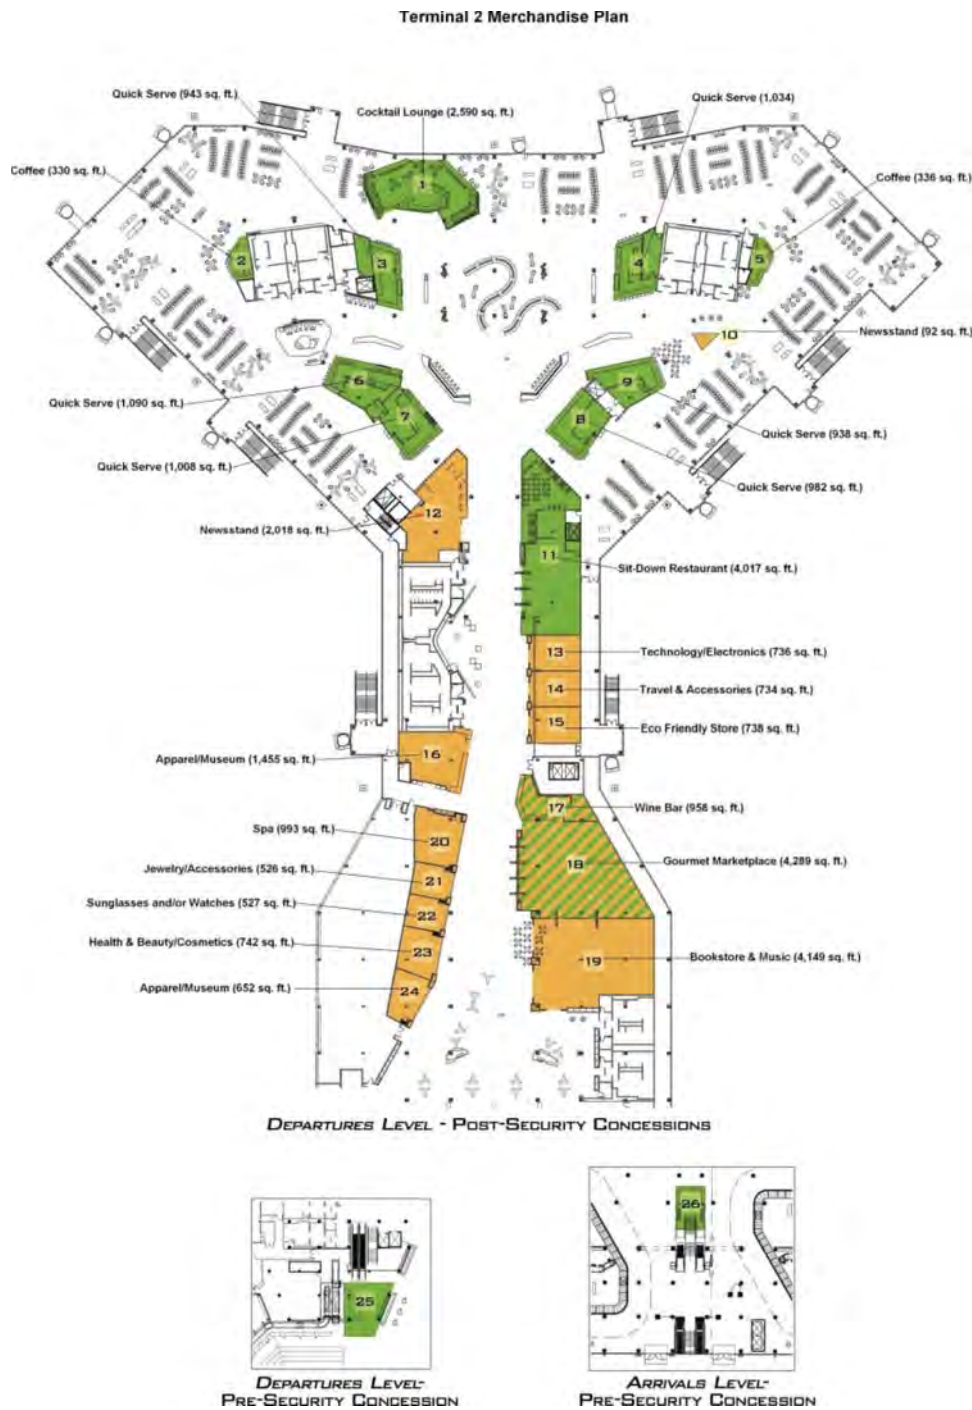 Terminal 2 Merchandise Plan
Quick Serve (943 sq. ft.)
Cocktail Lounge (2,590 sq. ft.)
Quick Serve (1,034)
Coffee (330 sq. ft.)
Coffee (336 sq. ft.)
1
2
3
4
5
10
Newsstand (92 sq. ft.)
6
9
Quick Serve (1,090 sq. ft.)
7
8
Quick Serve (938 sq. ft.)
Quick Serve (1,008 sq. ft.)
Quick Serve (982 sq. ft.)
12
Newsstand (2,018 sq. ft.)
11
Sit-Down Restaurant (4,017 sq. ft.)
13
Technology/Electronics (736 sq. ft.)
14
Travel & Accessories (734 sq. ft.)
15
Eco Friendly Store (738 sq. ft.)
16
Apparel/Museum (1,455 sq. ft.)
17
Wine Bar (958 sq. ft.)
Spa (993 sq. ft.)
20
18
Gourmet Marketplace (4,289 sq. ft.)
Jewelry/Accessories (526 sq. ft.)
21
Sunglasses and/or Watches (527 sq. ft.)
22
Health & Beauty/Cosmetics (742 sq. ft.)
23
19
Bookstore & Music (4,149 sq. ft.)
Apparel/Museum (652 sq. ft.)
24
Departures Level - Post-Security Concessions
26
25
Departures Level-
Pre-Security Concession
Arrivals Level-
Pre-Security Concession